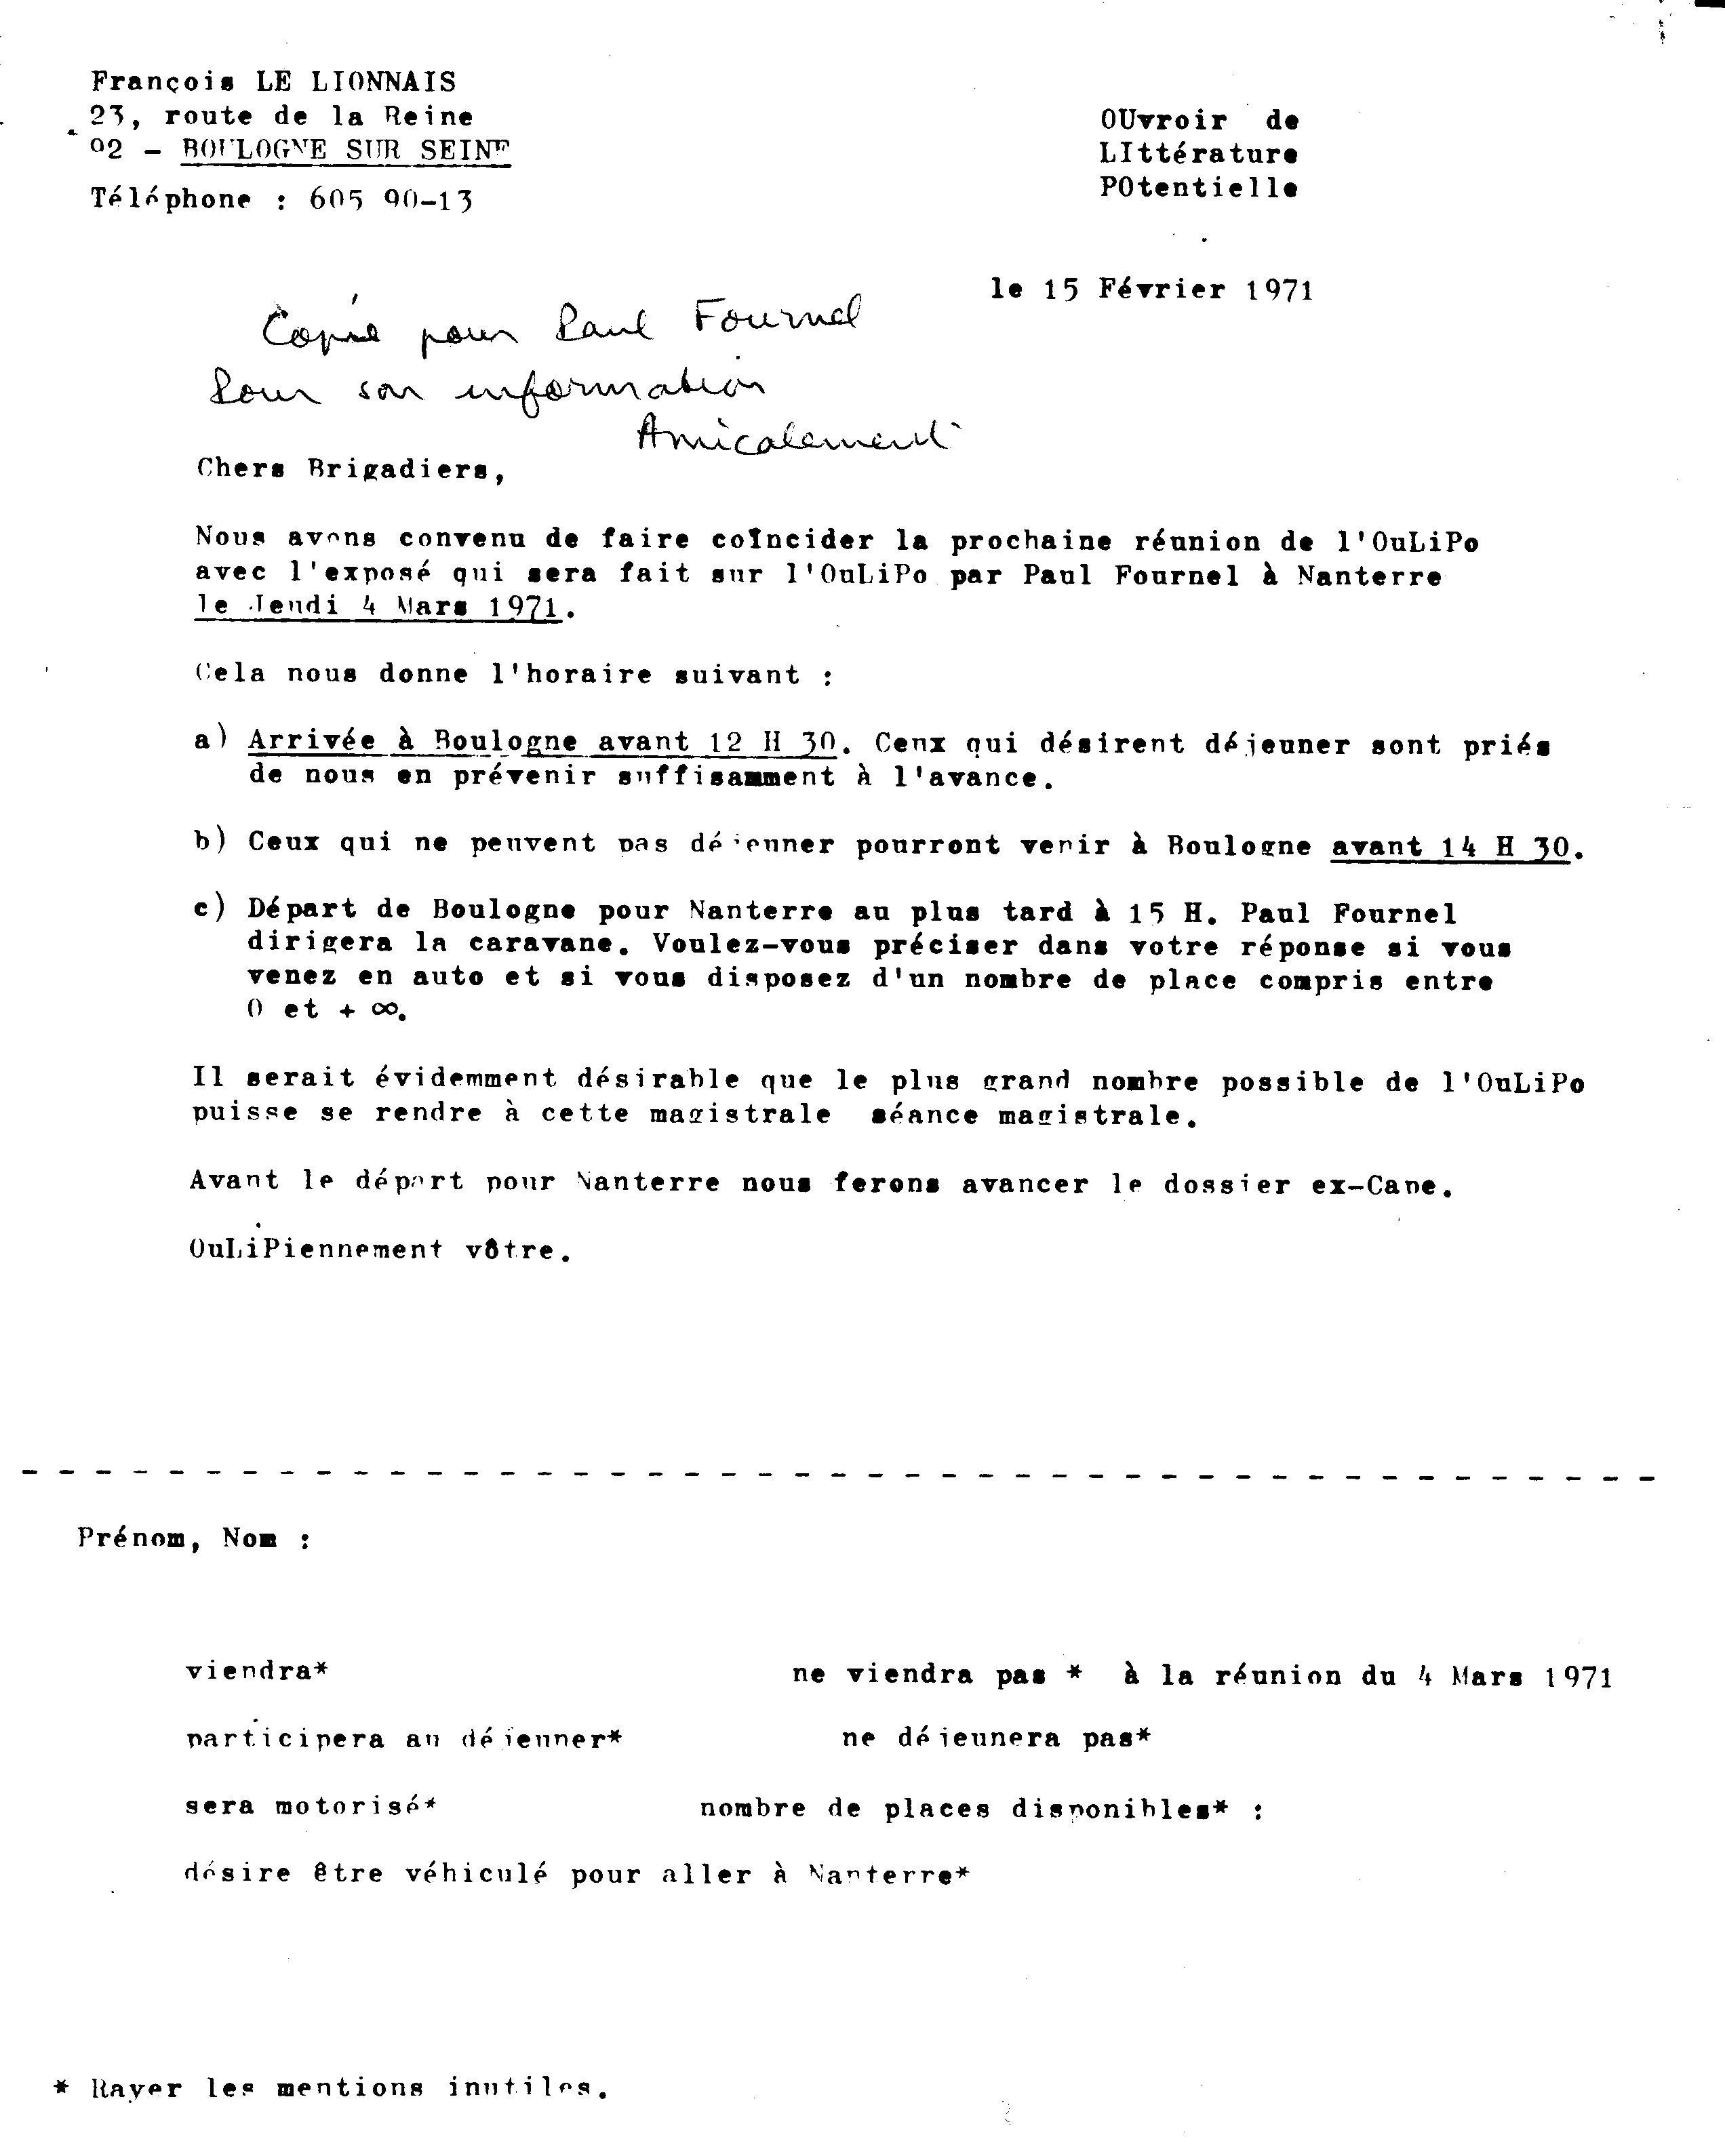 François LE LIONNAIS
23, route de la Reine
92 - BOULOGNE SUR SEINE
Téléphone : 605 90-13
OUvroir de
LIttérature
POtentielle
le 15 Février 1971
Copie pour Paul Fournel
Pour son information
Amicalement
Chers Brigadiers,
Nous avons convenu de faire coïncider la prochaine réunion de l'OuLiPo
avec l'exposé qui sera fait sur l'OuLiPo par Paul Fournel à Nanterre
le Jeudi 4 Mars 1971.
Cela nous donne l'horaire suivant :
a) Arrivée à Boulogne avant 12 H 30. Ceux qui désirent déjeuner sont priés
de nous en prévenir suffisamment à l'avance.
b) Ceux qui ne peuvent pas déjeuner pourront venir à Boulogne avant 14 H 30.
c) Départ de Boulogne pour Nanterre au plus tard à 15 H. Paul Fournel
dirigera la caravane. Voulez-vous préciser dans votre réponse si vous
venez en auto et si vous disposez d'un nombre de place compris entre
0 et + ∞.
Il serait évidemment désirable que le plus grand nombre possible de l'OuLiPo
puisse se rendre à cette magistrale séance magistrale.
Avant le départ pour Nanterre nous ferons avancer le dossier ex-Cape.
OuLiPiennement vôtre.
Prénom, Nom :
viendra* ne viendra pas * à la réunion du 4 Mars 1971
participera au déjeuner* ne déjeunera pas*
sera motorisé* nombre de places disponibles* :
désire être véhiculé pour aller à Nanterre*
* Rayer les mentions inutiles.